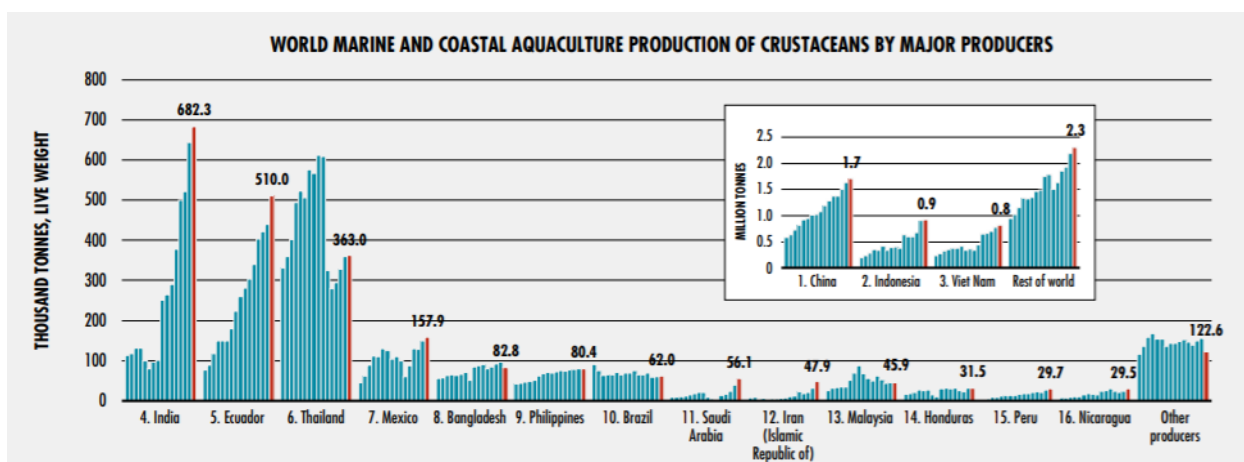 WORLD MARINE AND COASTAL AQUACULTURE PRODUCTION OF CRUSTACEANS BY MAJOR PRODUCERS
THOUSAND TONNES, LIVE WEIGHT
800
700
600
500
400
300
200
100
0
682.3
510.0
363.0
157.9
82.8
80.4
62.0
56.1
47.9
45.9
31.5
29.7
29.5
122.6
4. India
5. Ecuador
6. Thailand
7. Mexico
8. Bangladesh
9. Philippines
10. Brazil
11. Saudi
Arabia
12. Iran
(Islamic
Republic of)
13. Malaysia
14. Honduras
15. Peru
16. Nicaragua
Other
producers
MILLION TONNES
2.5
2.0
1.5
1.0
0.5
0
1.7
0.9
0.8
2.3
1. China
2. Indonesia
3. Viet Nam
Rest of world